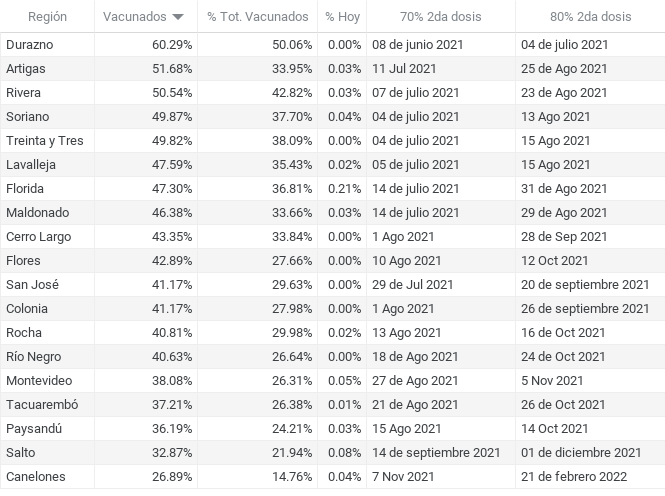 Región Vacunados % Tot. Vacunados % Hoy 70% 2da dosis 80% 2da dosis
Durazno 60.29% 50.06% 0.00% 08 de junio 2021 04 de julio 2021
Artigas 51.68% 33.95% 0.03% 11 Jul 2021 25 de Ago 2021
Rivera 50.54% 42.82% 0.03% 07 de julio 2021 23 de Ago 2021
Soriano 49.87% 37.70% 0.04% 04 de julio 2021 13 Ago 2021
Treinta y Tres 49.82% 38.09% 0.00% 04 de julio 2021 15 Ago 2021
Lavalleja 47.59% 35.43% 0.02% 05 de julio 2021 15 Ago 2021
Florida 47.30% 36.81% 0.21% 14 de julio 2021 31 de Ago 2021
Maldonado 46.38% 33.66% 0.03% 14 de julio 2021 29 de Ago 2021
Cerro Largo 43.35% 33.84% 0.00% 1 Ago 2021 28 de Sep 2021
Flores 42.89% 27.66% 0.00% 10 Ago 2021 12 Oct 2021
San José 41.17% 29.63% 0.00% 29 de Jul 2021 20 de septiembre 2021
Colonia 41.17% 27.98% 0.00% 1 Ago 2021 26 de septiembre 2021
Rocha 40.81% 29.98% 0.02% 13 Ago 2021 16 de Oct 2021
Río Negro 40.63% 26.64% 0.00% 18 de Ago 2021 24 de Oct 2021
Montevideo 38.08% 26.31% 0.05% 27 de Ago 2021 5 Nov 2021
Tacuarembó 37.21% 26.38% 0.01% 21 de Ago 2021 26 de Oct 2021
Paysandú 36.19% 24.21% 0.03% 15 Ago 2021 14 Oct 2021
Salto 32.87% 21.94% 0.08% 14 de septiembre 2021 01 de diciembre 2021
Canelones 26.89% 14.76% 0.04% 7 Nov 2021 21 de febrero 2022